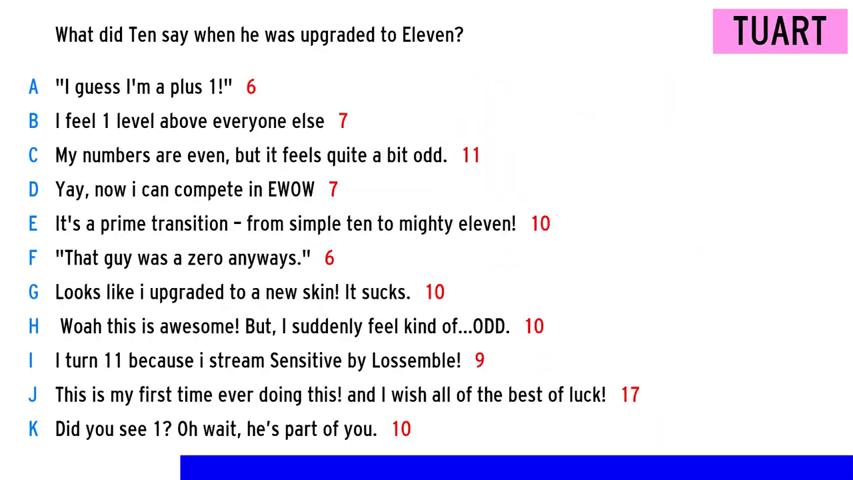 What did Ten say when he was upgraded to Eleven?
TUART
A "I guess I'm a plus 1!" 6
B I feel 1 level above everyone else 7
C My numbers are even, but it feels quite a bit odd. 11
D Yay, now i can compete in EWOW 7
E It's a prime transition – from simple ten to mighty eleven! 10
F "That guy was a zero anyways." 6
G Looks like i upgraded to a new skin! It sucks. 10
H Woah this is awesome! But, I suddenly feel kind of...ODD. 10
I I turn 11 because i stream Sensitive by Lossemble! 9
J This is my first time ever doing this! and I wish all of the best of luck! 17
K Did you see 1? Oh wait, he’s part of you. 10